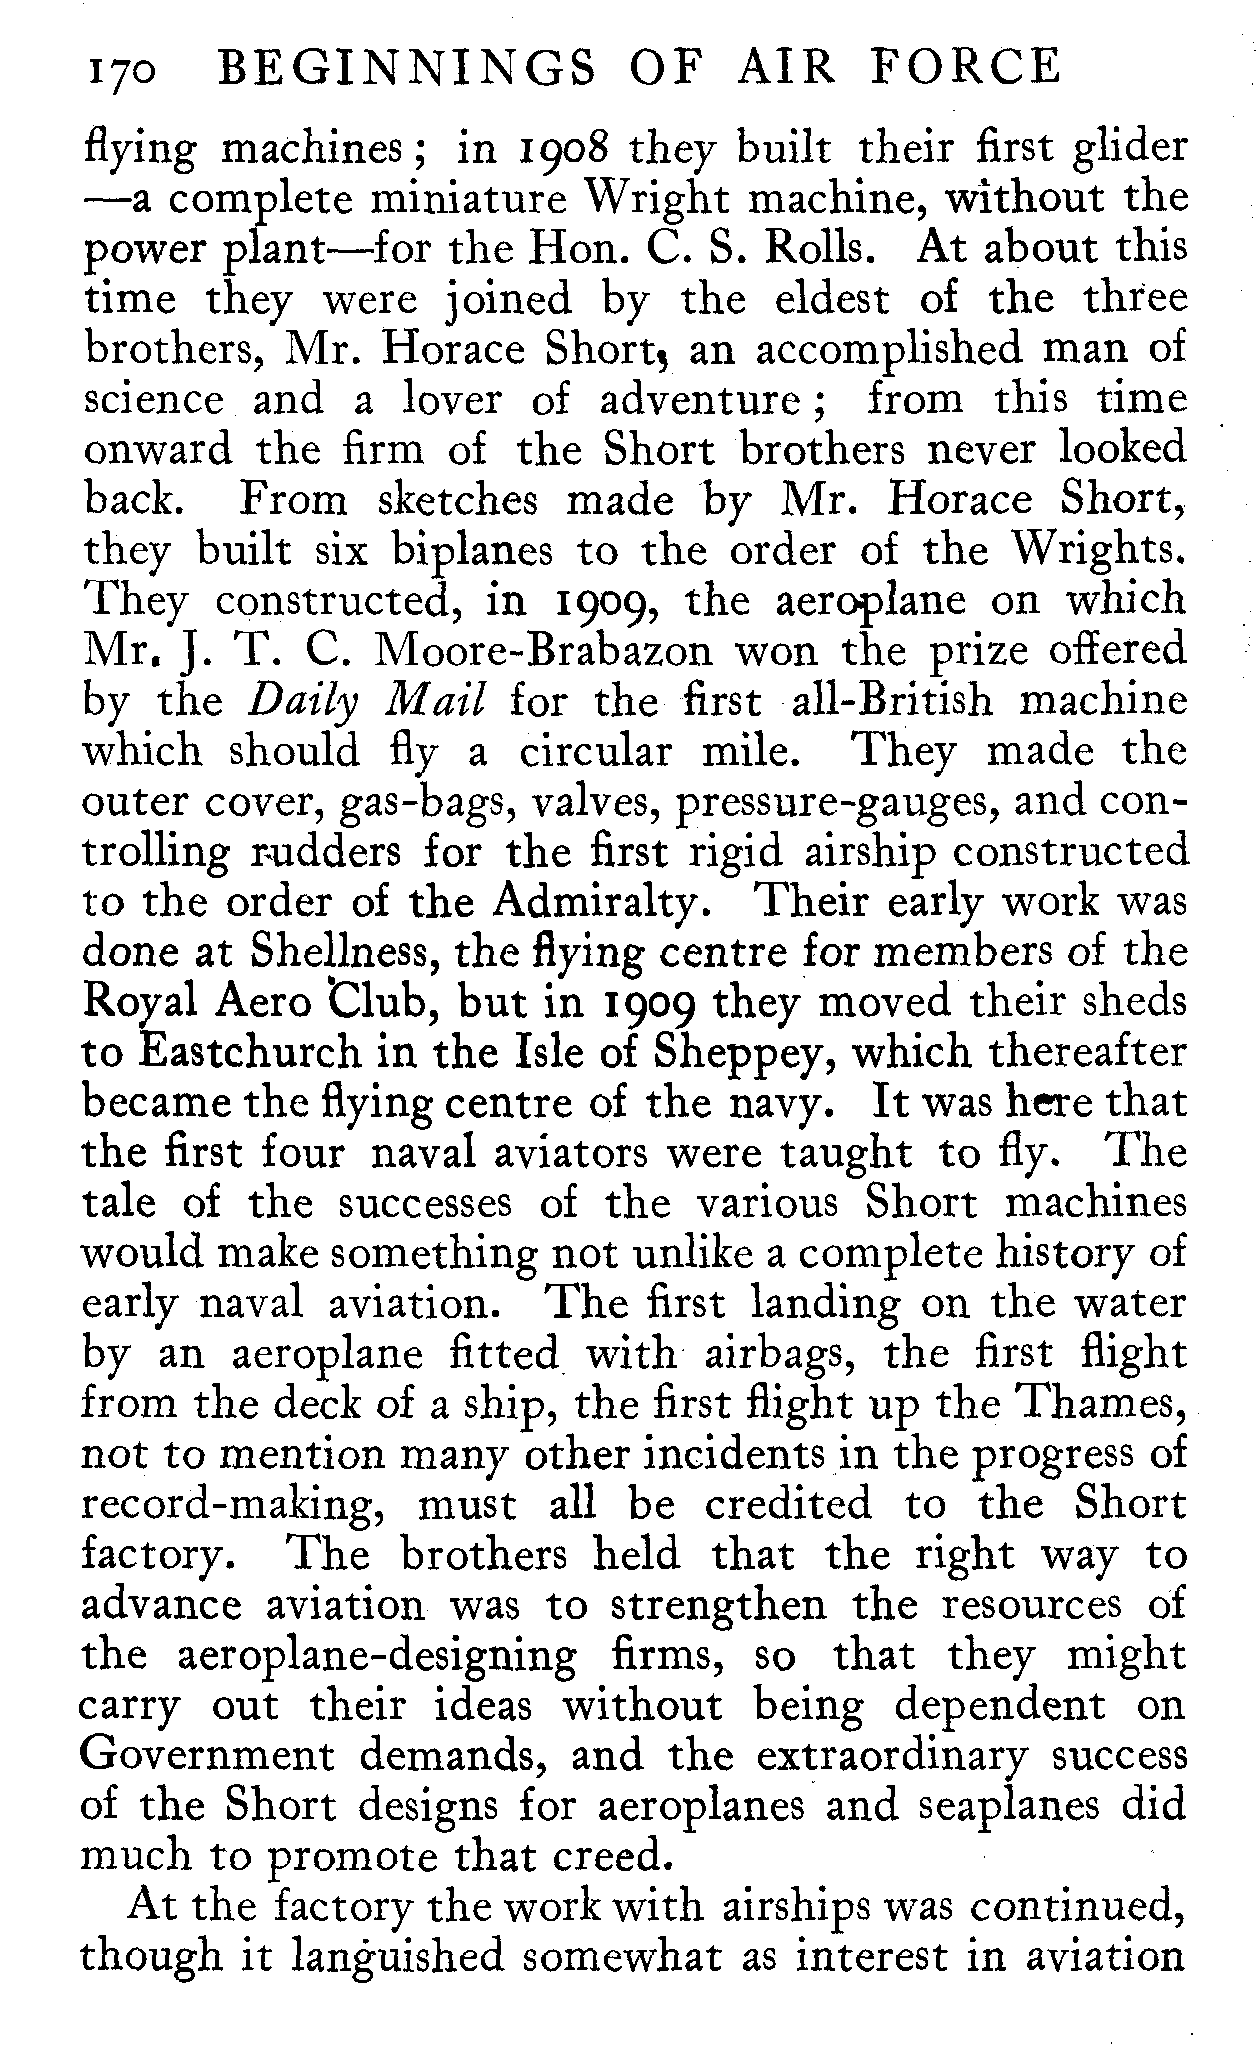 170 BEGINNINGS OF AIR FORCE
flying machines ; in 1908 they built their first glider
—a complete miniature Wright machine, without the
power plant—for the Hon. C. S. Rolls. At about this
time they were joined by the eldest of the three
brothers, Mr. Horace Short, an accomplished man of
science and a lover of adventure ; from this time
onward the firm of the Short brothers never looked
back. From sketches made by Mr. Horace Short,
they built six biplanes to the order of the Wrights.
They constructed, in 1909, the aeroplane on which
Mr. J. T. C. Moore-Brabazon won the prize offered
by the Daily Mail for the first all-British machine
which should fly a circular mile. They made the
outer cover, gas-bags, valves, pressure-gauges, and con-
trolling rudders for the first rigid airship constructed
to the order of the Admiralty. Their early work was
done at Shellness, the flying centre for members of the
Royal Aero Club, but in 1909 they moved their sheds
to Eastchurch in the Isle of Sheppey, which thereafter
became the flying centre of the navy. It was here that
the first four naval aviators were taught to fly. The
tale of the successes of the various Short machines
would make something not unlike a complete history of
early naval aviation. The first landing on the water
by an aeroplane fitted with airbags, the first flight
from the deck of a ship, the first flight up the Thames,
not to mention many other incidents in the progress of
record-making, must all be credited to the Short
factory. The brothers held that the right way to
advance aviation was to strengthen the resources of
the aeroplane-designing firms, so that they might
carry out their ideas without being dependent on
Government demands, and the extraordinary success
of the Short designs for aeroplanes and seaplanes did
much to promote that creed.
At the factory the work with airships was continued,
though it languished somewhat as interest in aviation